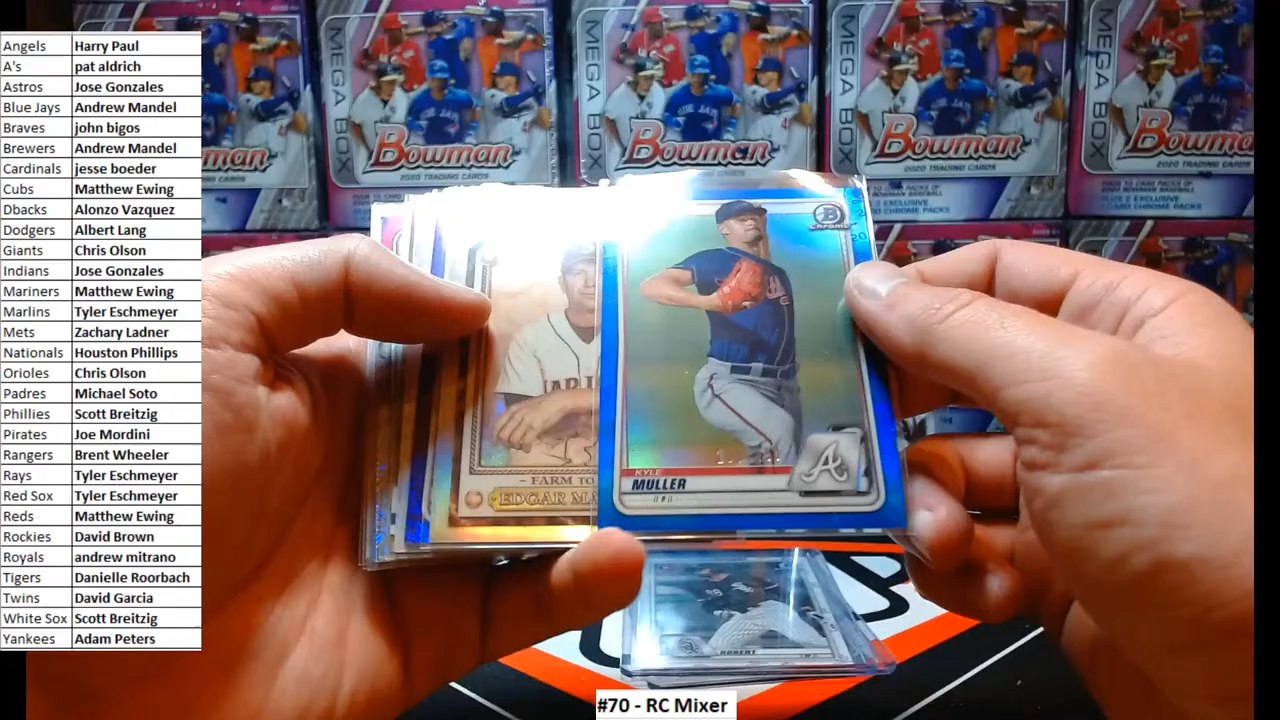 Angels Harry Paul
A's pat aldrich
Astros Jose Gonzales
Blue Jays Andrew Mandel
Braves john bigos
Brewers Andrew Mandel
Cardinals jesse boeder
Cubs Matthew Ewing
Dbacks Alonzo Vazquez
Dodgers Albert Lang
Giants Chris Olson
Indians Jose Gonzales
Mariners Matthew Ewing
Marlins Tyler Eschmeyer
Mets Zachary Ladner
Nationals Houston Phillips
Orioles Chris Olson
Padres Michael Soto
Phillies Scott Breitzig
Pirates Joe Mordini
Rangers Brent Wheeler
Rays Tyler Eschmeyer
Red Sox Tyler Eschmeyer
Reds Matthew Ewing
Rockies David Brown
Royals andrew mitrano
Tigers Danielle Roorbach
Twins David Garcia
White Sox Scott Breitzig
Yankees Adam Peters
MEGA BOX
Bowman
2020 TRADING CARDS
MEGA BOX
Bowman
2020 TRADING CARDS
MEGA BOX
Bowman
2020 TRADING CARDS
MEGA BOX
Bowman
2020 TRADING CARDS
B
Chrome
KYLE
MULLER
A
FARM TO
EDGAR MA
ROBERT
#70 - RC Mixer